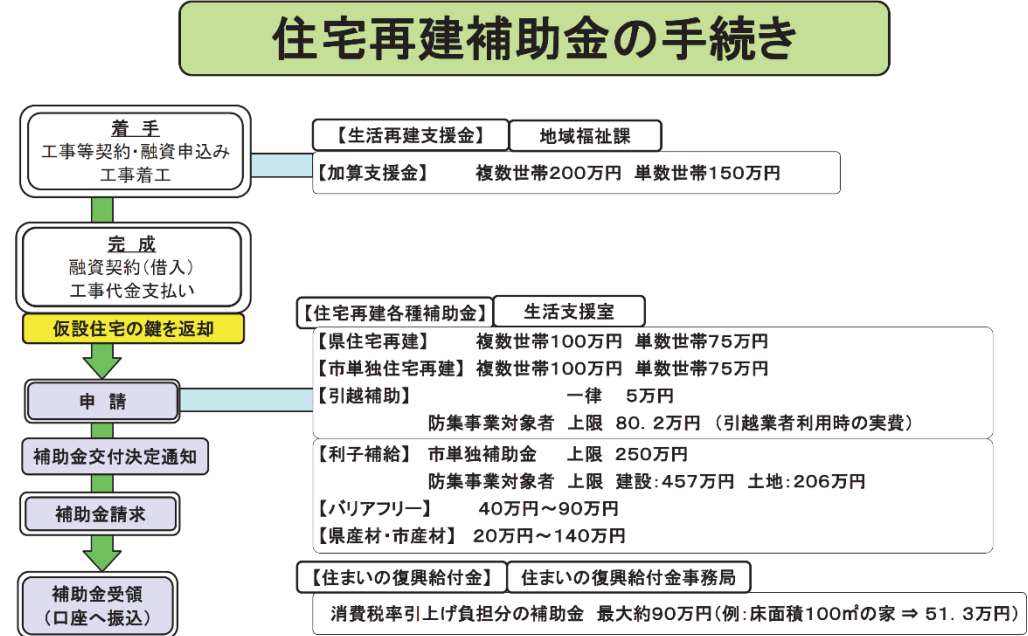 住宅再建補助金の手続き
着 手
工事等契約・融資申込み
工事着工
【生活再建支援金】 地域福祉課
【加算支援金】 複数世帯200万円 単数世帯150万円
完 成
融資契約(借入)
工事代金支払い
仮設住宅の鍵を返却
【住宅再建各種補助金】 生活支援室
【県住宅再建】 複数世帯100万円 単数世帯75万円
【市単独住宅再建】 複数世帯100万円 単数世帯75万円
【引越補助】 一律 5万円
防集事業対象者 上限 80.2万円 (引越業者利用時の実費)
申 請
補助金交付決定通知
【利子補給】 市単独補助金 上限 250万円
防集事業対象者 上限 建設:457万円 土地:206万円
【バリアフリー】 40万円~90万円
【県産材・市産材】 20万円~140万円
補助金請求
補助金受領
(口座へ振込)
【住まいの復興給付金】 住まいの復興給付金事務局
消費税率引上げ負担分の補助金 最大約90万円(例:床面積100㎡の家 ⇒ 51.3万円)